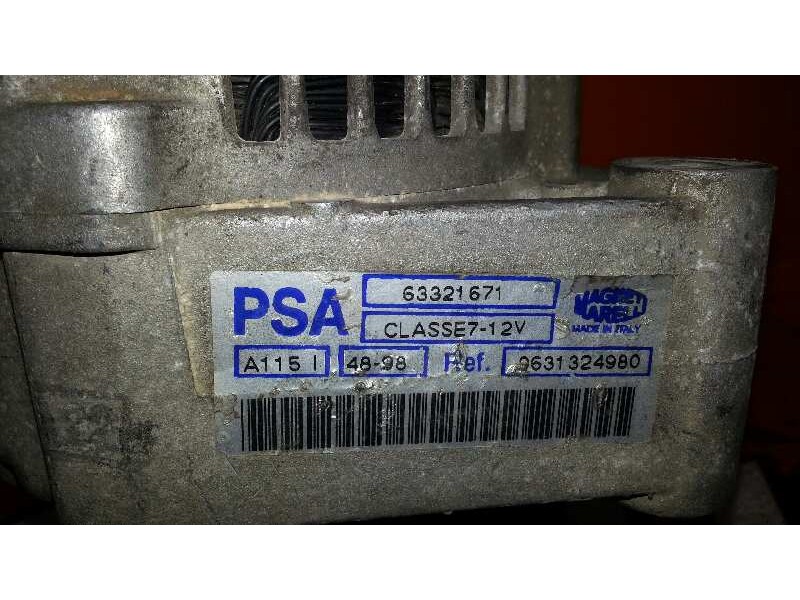 PSA
63321671
CLASSE7-12V
MAGNETI
MARELLI
MADE IN ITALY
A115 I
48-98
Ref.
9631324980